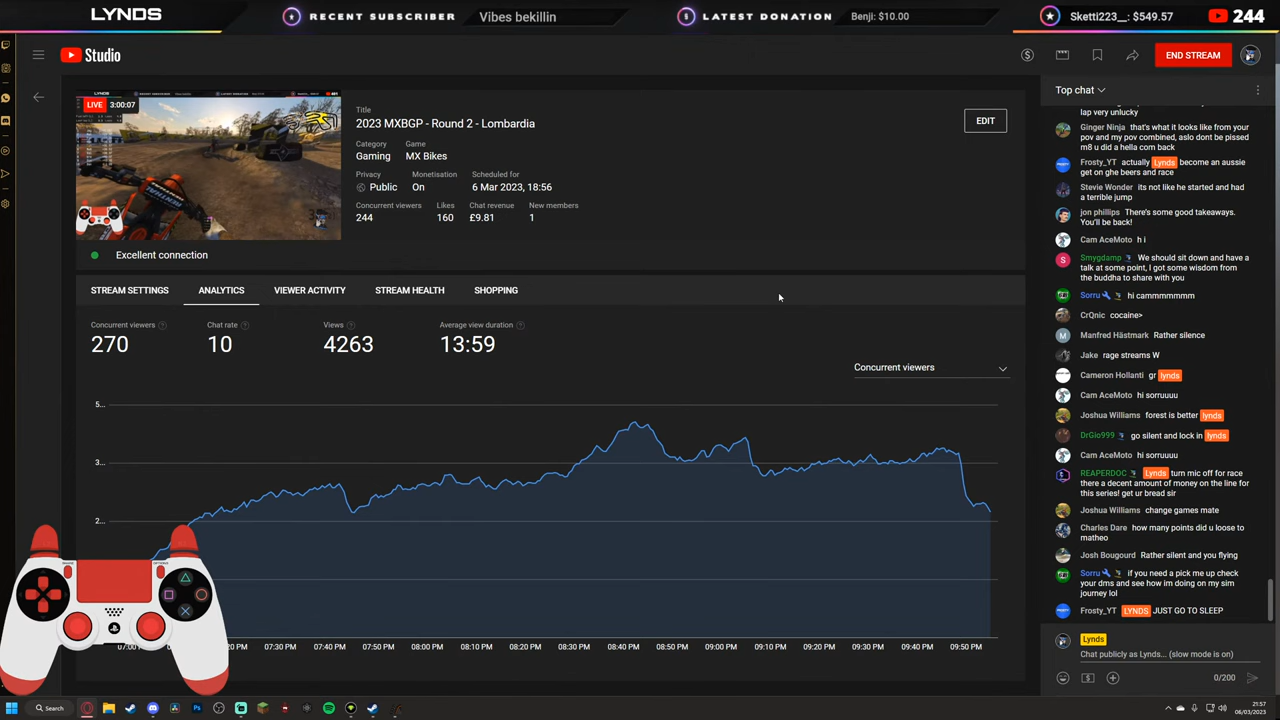 LYNDS
RECENT SUBSCRIBER
Vibes bekillin
LATEST DONATION
Benji: $10.00
Sketti223__: $549.57
244
Studio
END STREAM
LIVE 3:00:07
Title
2023 MXBGP - Round 2 - Lombardia
EDIT
Category Game
Gaming MX Bikes
Privacy Monetisation Scheduled for
Public On 6 Mar 2023, 18:56
Concurrent viewers Likes Chat revenue New members
244 160 £9.81 1
Excellent connection
STREAM SETTINGS ANALYTICS VIEWER ACTIVITY STREAM HEALTH SHOPPING
Concurrent viewers Chat rate Views Average view duration
270 10 4263 13:59
Concurrent viewers
5...
3...
2...
07:00 PM 07:30 PM 07:40 PM 07:50 PM 08:00 PM 08:10 PM 08:20 PM 08:30 PM 08:40 PM 08:50 PM 09:00 PM 09:10 PM 09:20 PM 09:30 PM 09:40 PM 09:50 PM
Top chat
lap very unlucky
Ginger Ninja that's what it looks like from your
pov and my pov combined, aslo dont be pissed
m8 u did a hella com back
Frosty_YT actually Lynds become an aussie
get on ghe beers and race
Stevie Wonder its not like he started and had
a terrible jump
jon phillips There's some good takeaways.
You'll be back!
Cam AceMoto h i
Smygdamp We should sit down and have a
talk at some point, I got some wisdom from
the buddha to share with you
Sorru hi cammmmmmm
CrQnic cocaine>
Manfred Hästmark Rather silence
Jake rage streams W
Cameron Hollanti gr lynds
Cam AceMoto hi sorruuuu
Joshua Williams forest is better lynds
DrGio999 go silent and lock in lynds
Cam AceMoto hi sorruuuu
REAPERDOC Lynds turn mic off for race
there a decent amount of money on the line for
this series! get ur bread sir
Joshua Williams change games mate
Charles Dare how many points did u loose to
matheo
Josh Bougourd Rather silent and you flying
Sorru if you need a pick me up check
your dms and see how im doing on my sim
journey lol
Frosty_YT LYNDS JUST GO TO SLEEP
Lynds
Chat publicly as Lynds... (slow mode is on)
0/200
Search
21:57
06/03/2023